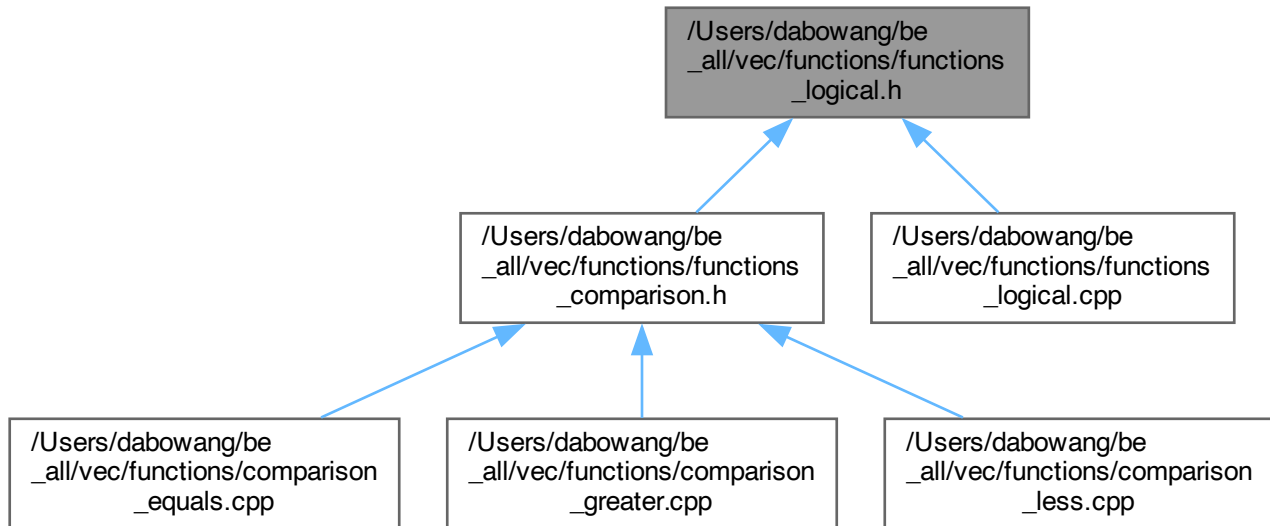 /Users/dabowang/be
_all/vec/functions/functions
_logical.h
/Users/dabowang/be
_all/vec/functions/functions
_comparison.h
/Users/dabowang/be
_all/vec/functions/functions
_logical.cpp
/Users/dabowang/be
_all/vec/functions/comparison
_equals.cpp
/Users/dabowang/be
_all/vec/functions/comparison
_greater.cpp
/Users/dabowang/be
_all/vec/functions/comparison
_less.cpp